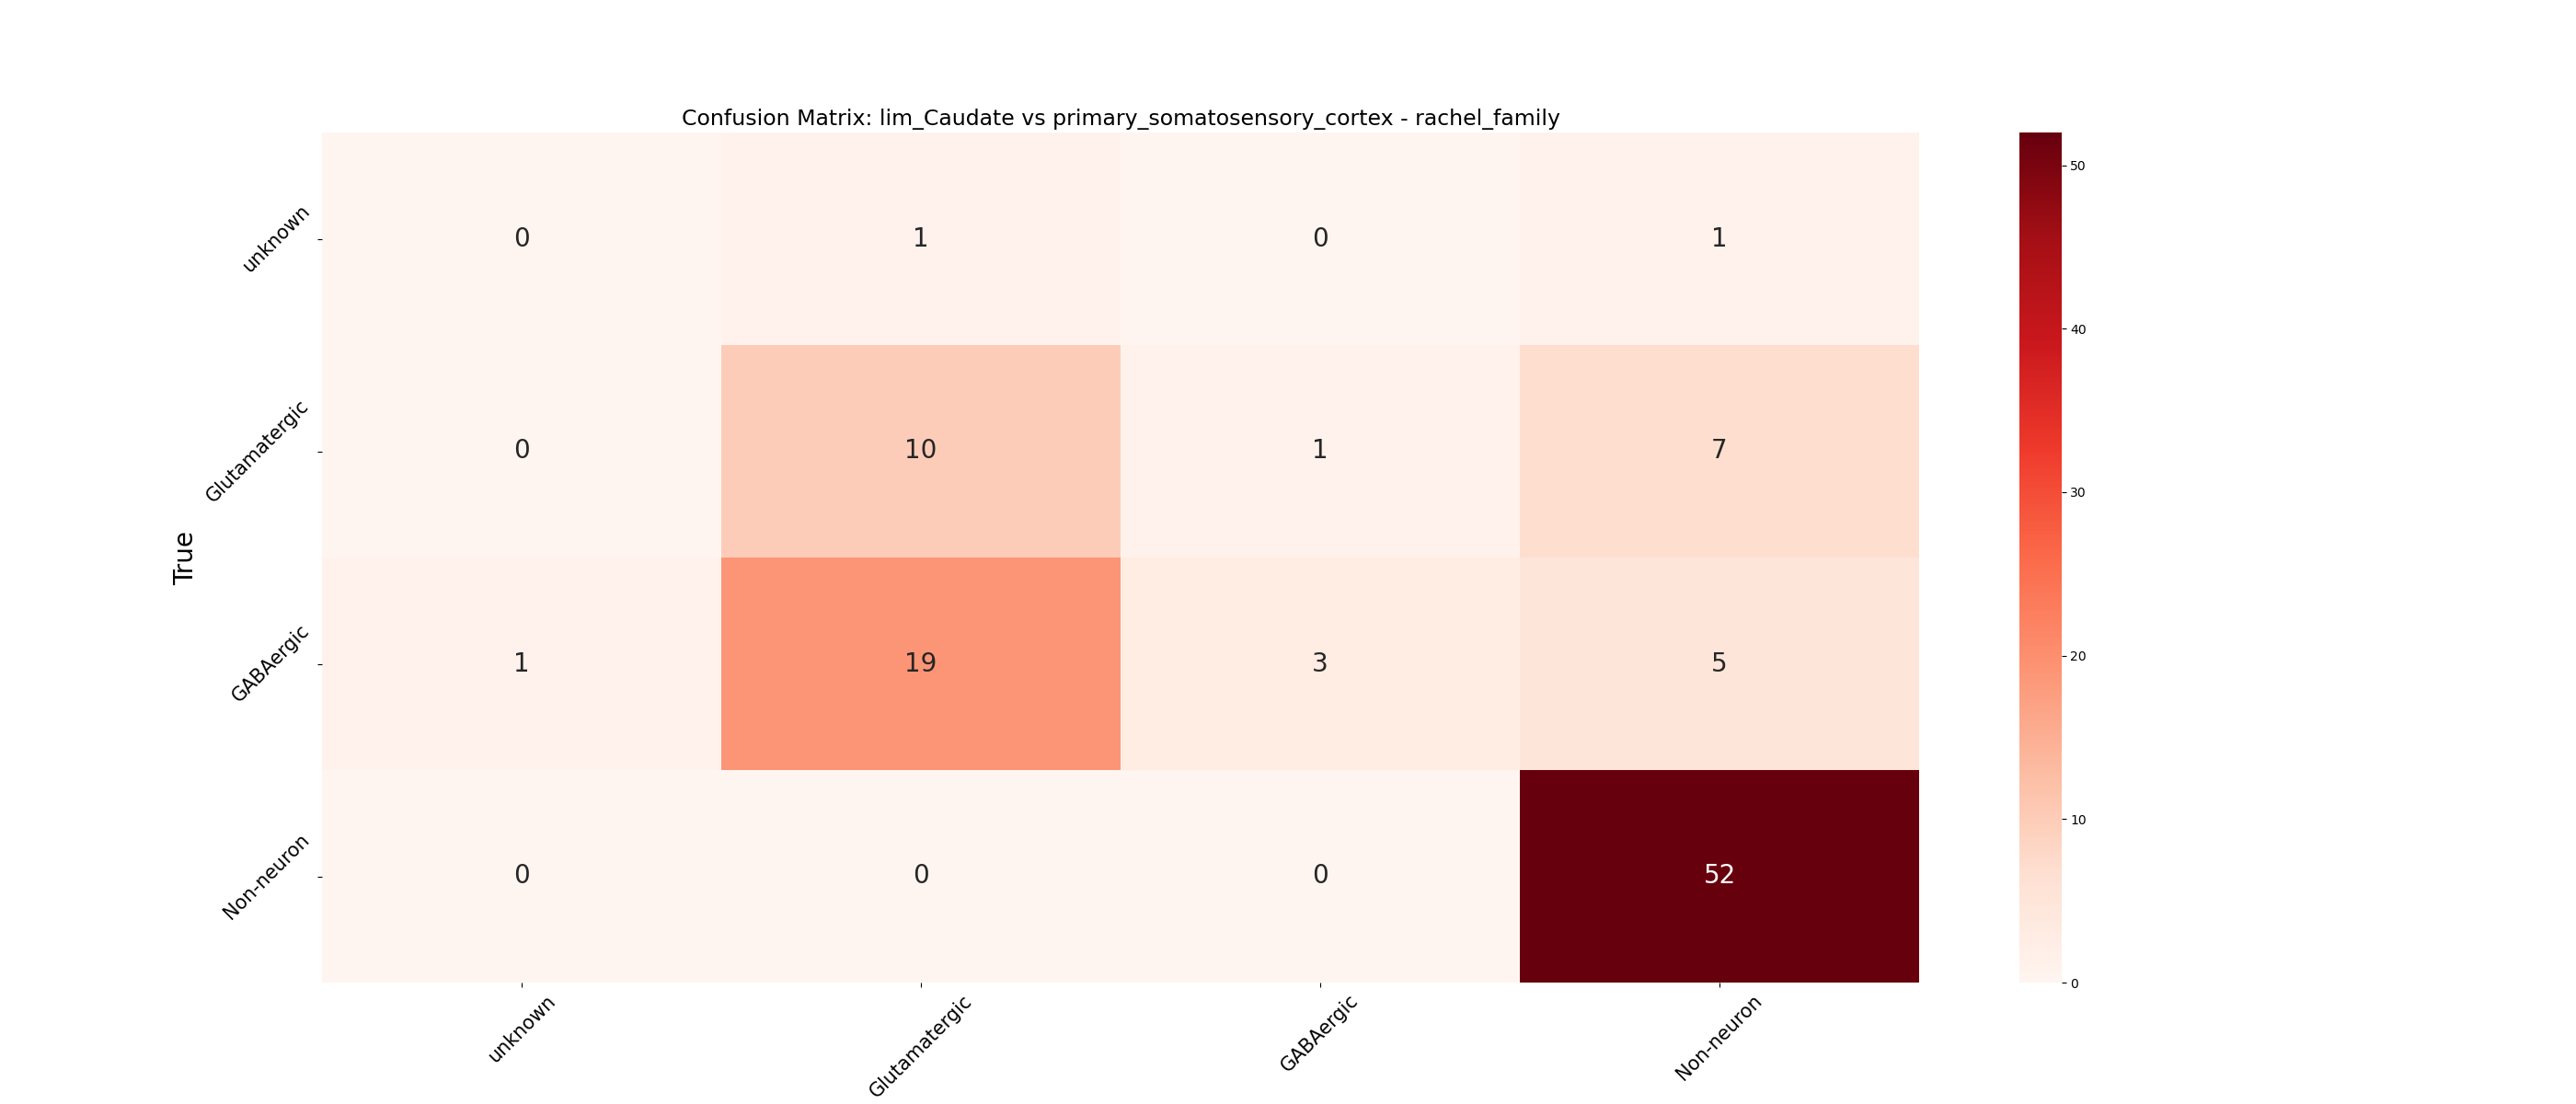 Confusion Matrix: lim_Caudate vs primary_somatosensory_cortex - rachel_family
unknown
0 1 0 1
Glutamatergic
0 10 1 7
GABAergic
1 19 3 5
Non-neuron
0 0 0 52
True
unknown Glutamatergic GABAergic Non-neuron
50
40
30
20
10
0